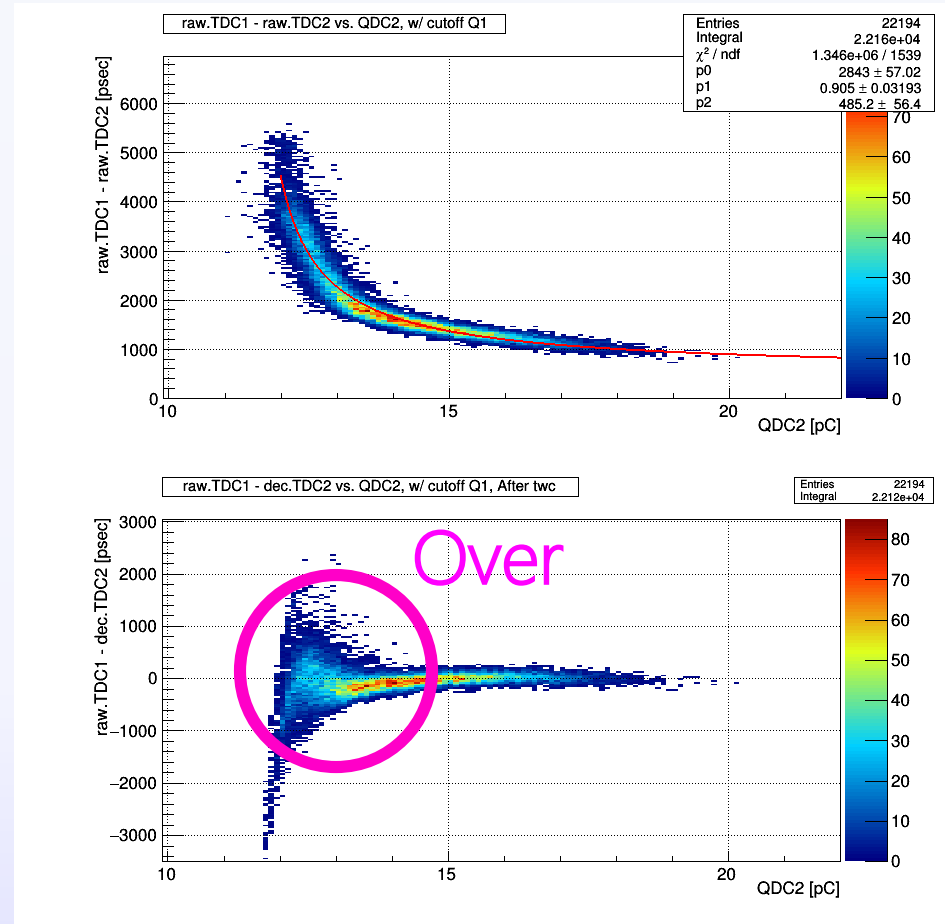 raw.TDC1 - raw.TDC2 vs. QDC2, w/ cutoff Q1
Entries 22194
Integral 2.216e+04
χ² / ndf 1.346e+06 / 1539
p0 2843 ± 57.02
p1 0.905 ± 0.03193
p2 485.2 ± 56.4
raw.TDC1 - raw.TDC2 [psec]
6000
5000
4000
3000
2000
1000
0
10
15
20
QDC2 [pC]
70
60
50
40
30
20
10
0
raw.TDC1 - dec.TDC2 vs. QDC2, w/ cutoff Q1, After twc
Entries 22194
Integral 2.212e+04
raw.TDC1 - dec.TDC2 [psec]
3000
2000
1000
0
−1000
−2000
−3000
Over
10
15
20
QDC2 [pC]
80
70
60
50
40
30
20
10
0